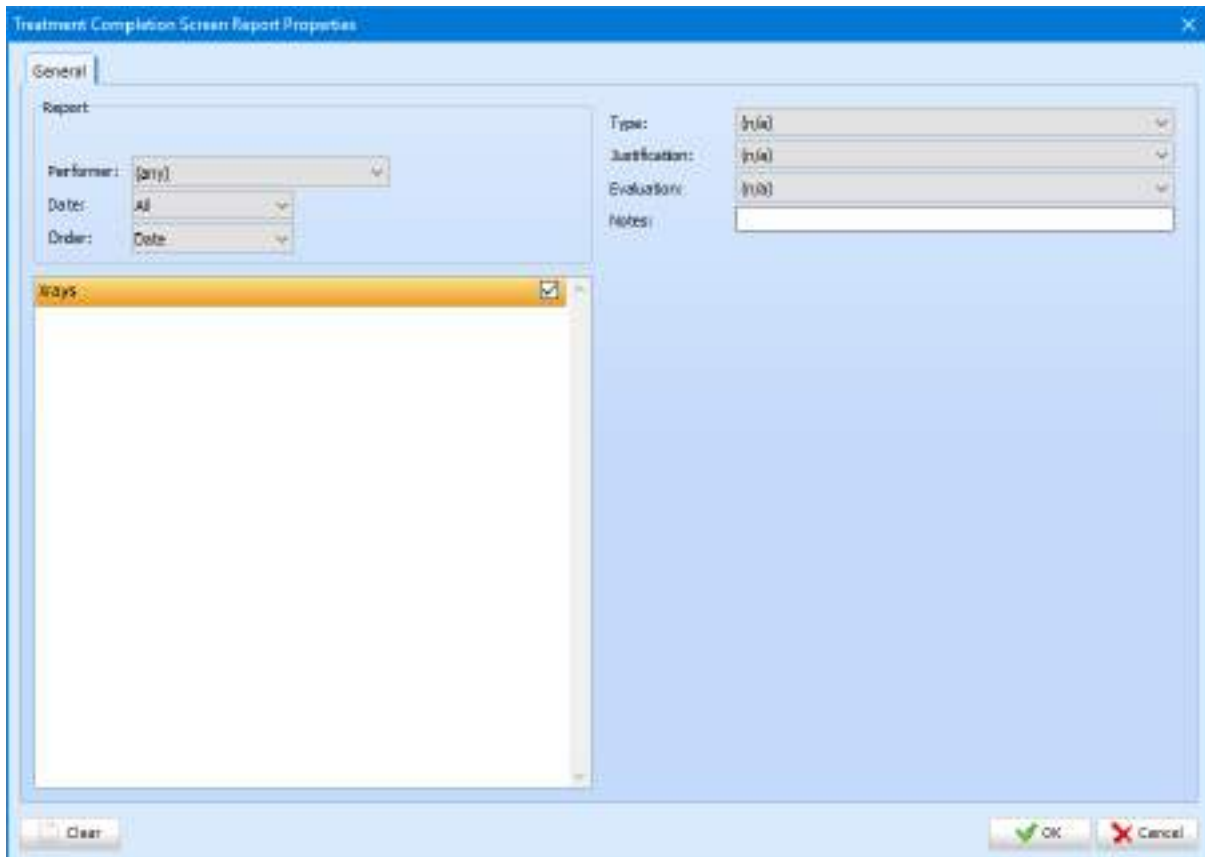 Treatment Completion Screen Report Properties
General
Report
Performer: (any)
Date: All
Order: Date
Xrays
Type: (n/a)
Justification: (n/a)
Evaluation: (n/a)
Notes:
Clear
OK
Cancel